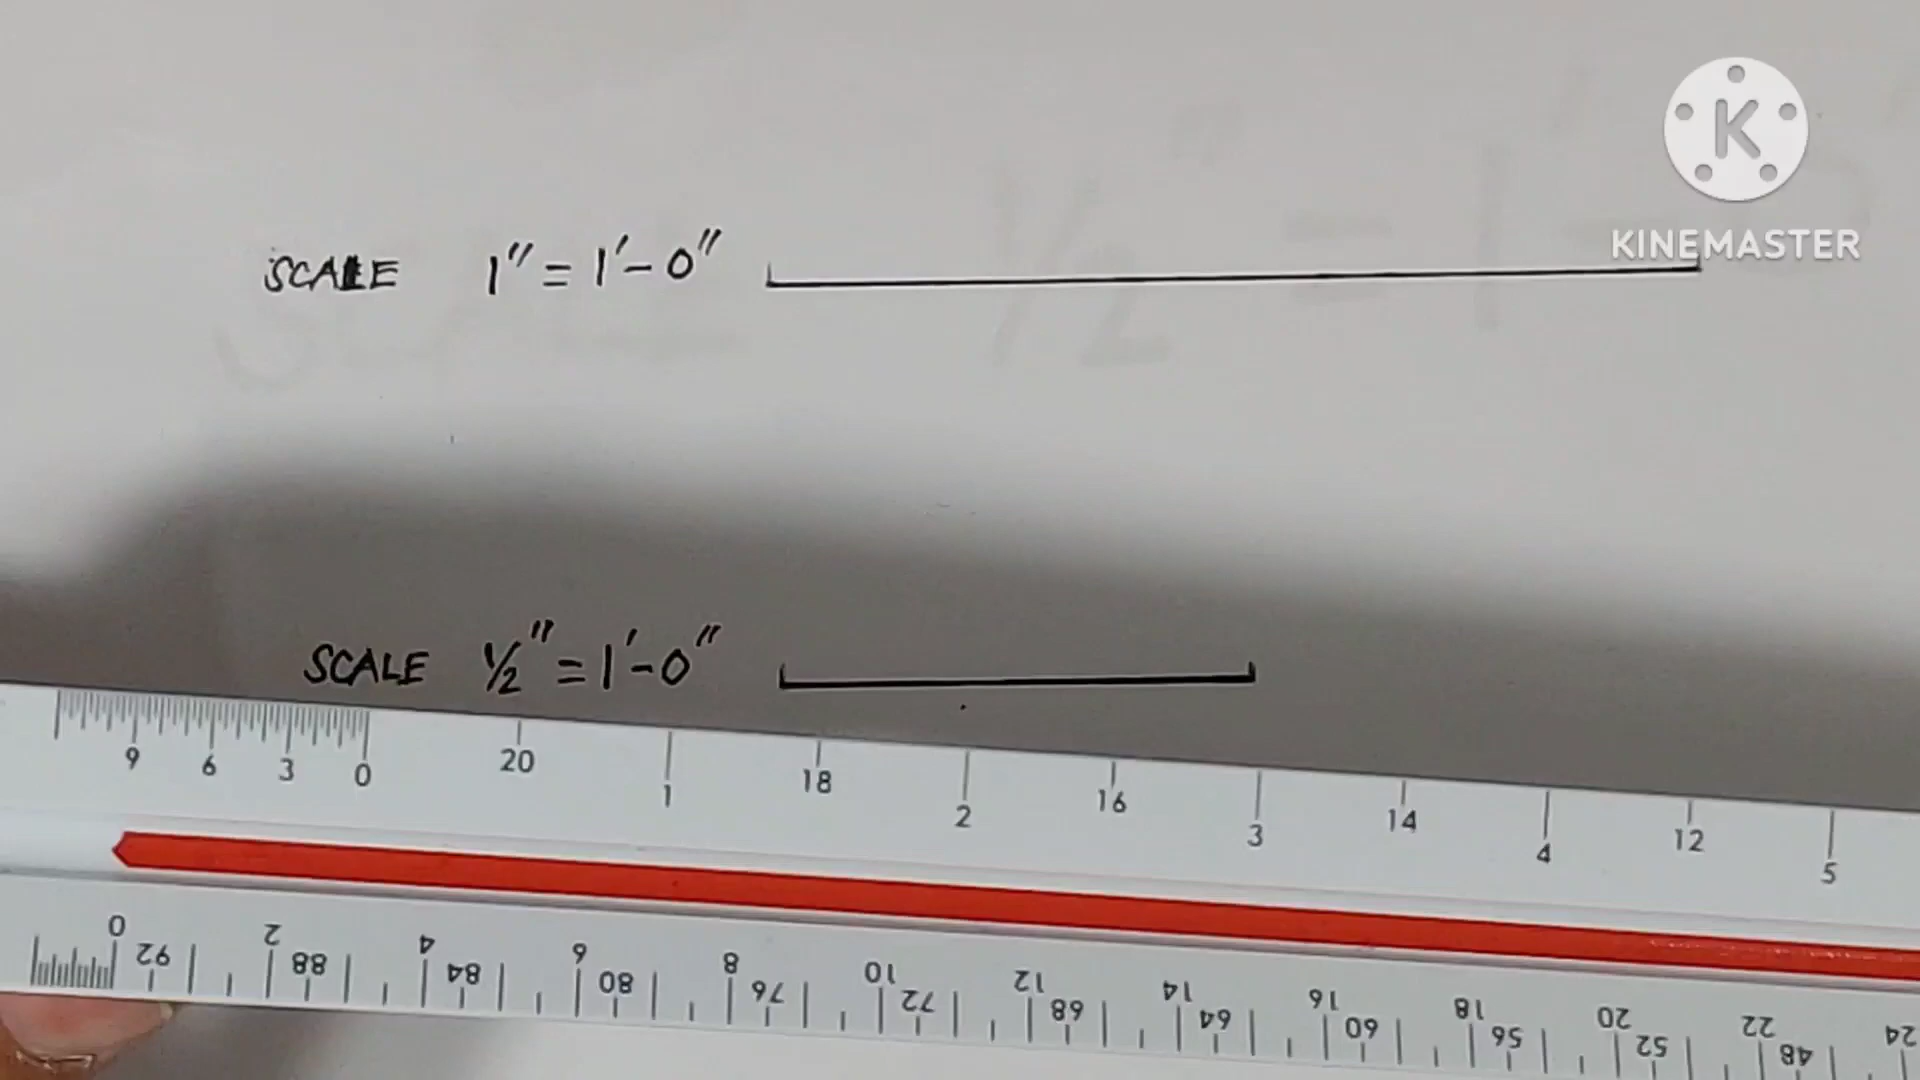 K
KINEMASTER
SCALE 1" = 1'-0"
SCALE ½" = 1'-0"
9 6 3 0 20 1 18 2 16 3 14 4 12 5
0 92 2 88 4 84 6 80 8 76 10 72 12 68 14 64 16 60 18 56 20 52 22 48 24